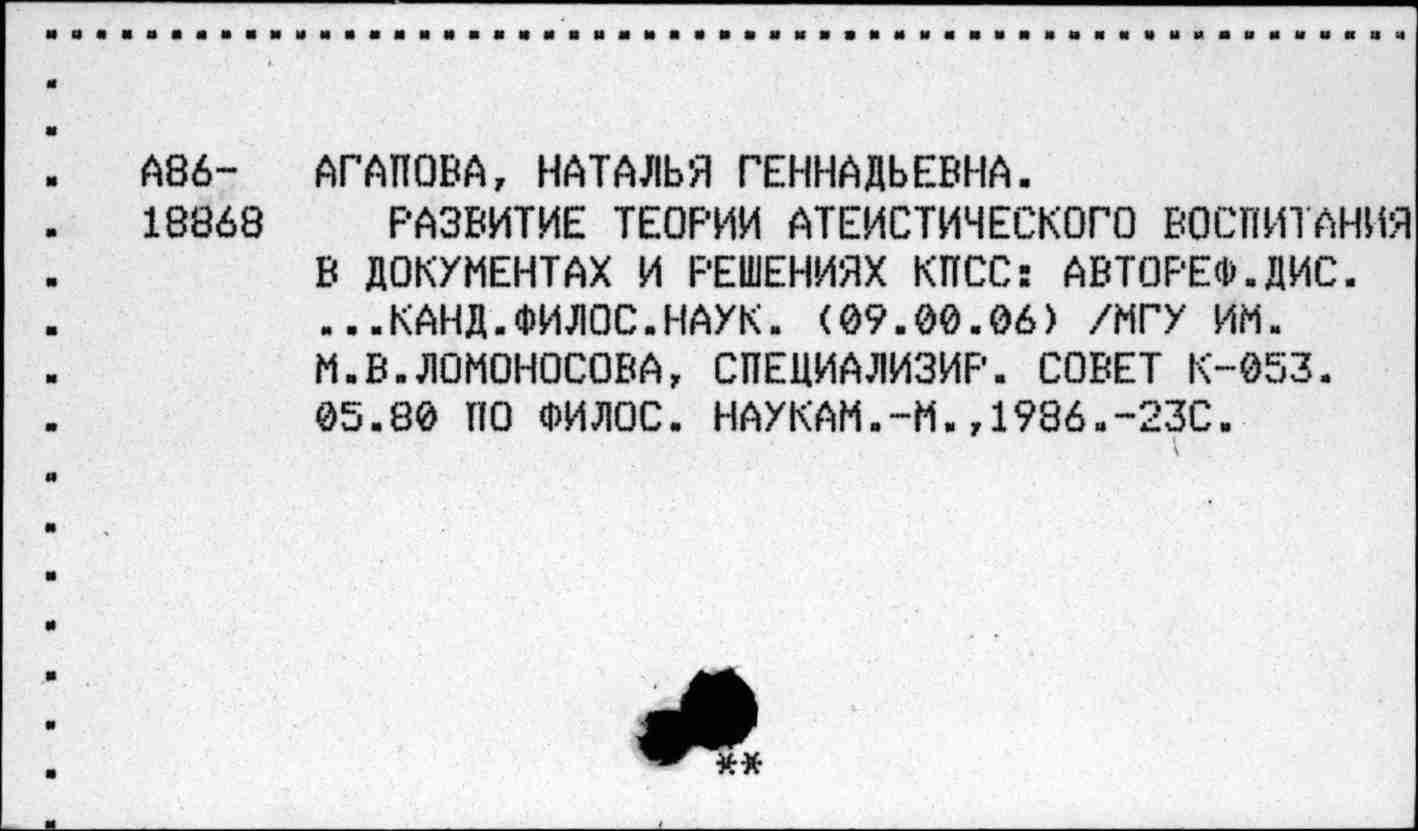 А86- АГАПОВА, НАТАЛЬЯ ГЕННАДЬЕВНА.
18868 РАЗВИТИЕ ТЕОРИИ АТЕИСТИЧЕСКОГО ВОСПИТАНИЯ
В ДОКУМЕНТАХ И РЕШЕНИЯХ КПСС: АВТОРЕФ.ДИС.
...КАНД.ФИЛОС.НАУК. (09.00.06) /МГУ ИМ.
М.В.ЛОМОНОСОВА, СПЕЦИАЛИЗИР. СОВЕТ К-053.
05.80 ПО ФИЛОС. НАУКАМ.-М.,1986.-23С.
**